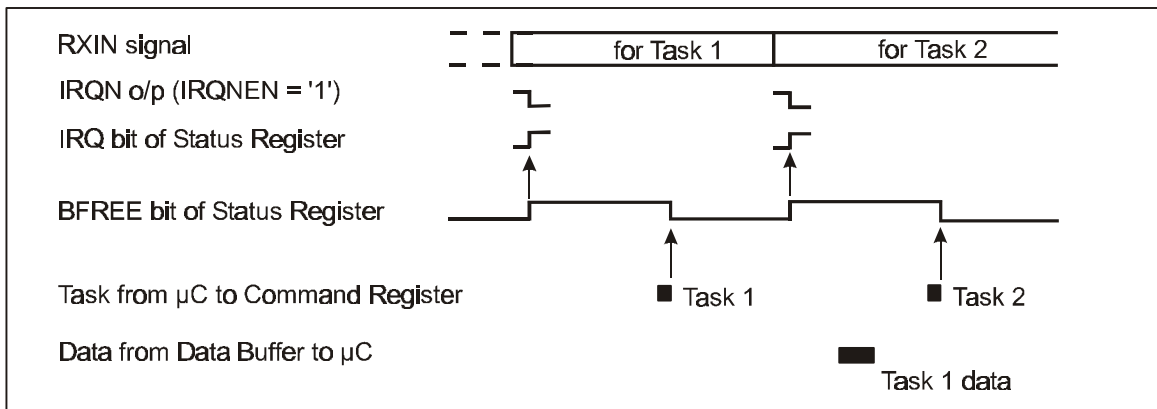 RXIN signal
for Task 1
for Task 2
IRQN o/p (IRQNEN = '1')
IRQ bit of Status Register
BFREE bit of Status Register
Task from µC to Command Register
Task 1
Task 2
Data from Data Buffer to µC
Task 1 data